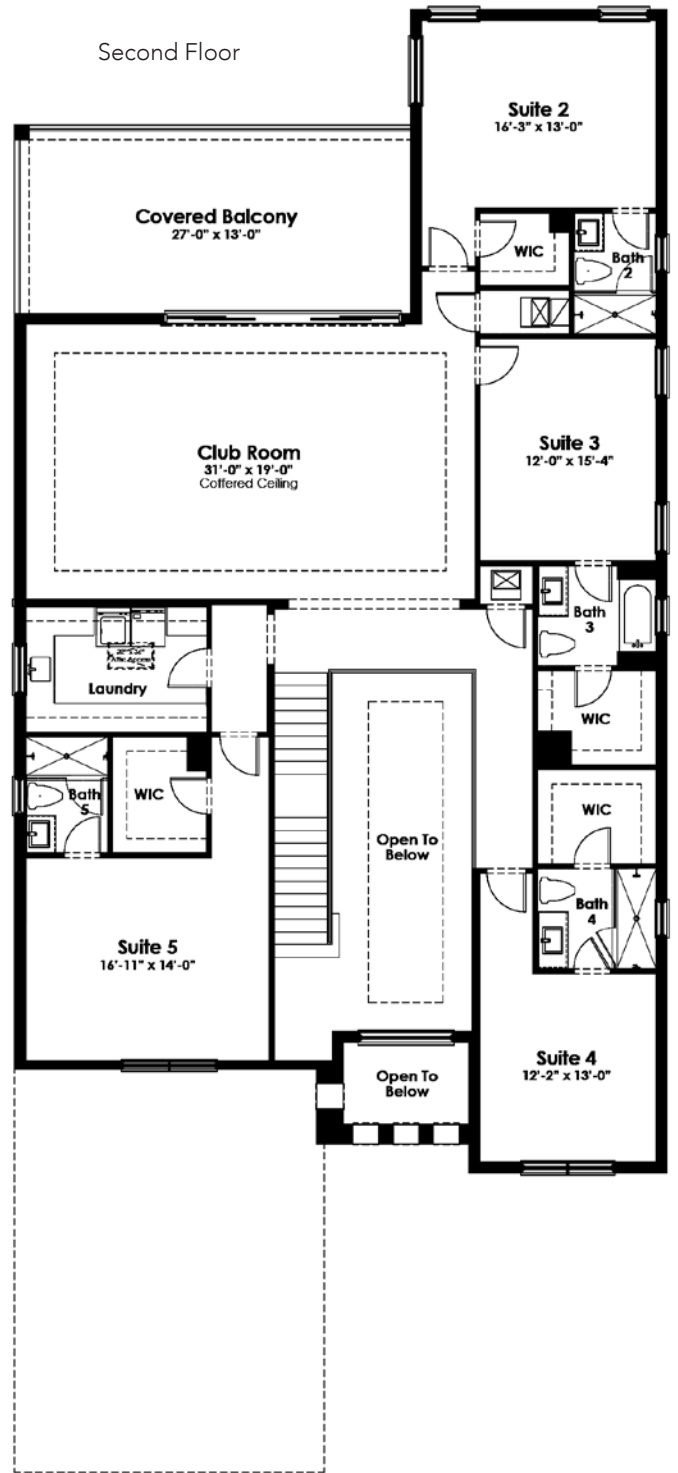 Second Floor
Suite 2
16'-3" x 13'-0"
Covered Balcony
27'-0" x 13'-0"
WIC
Bath
2
Club Room
31'-0" x 19'-0"
Coffered Ceiling
Suite 3
12'-0" x 15'-4"
Bath
3
Laundry
WIC
Bath
5
WIC
WIC
Open To
Below
Bath
4
Suite 5
16'-11" x 14'-0"
Open To
Below
Suite 4
12'-2" x 13'-0"